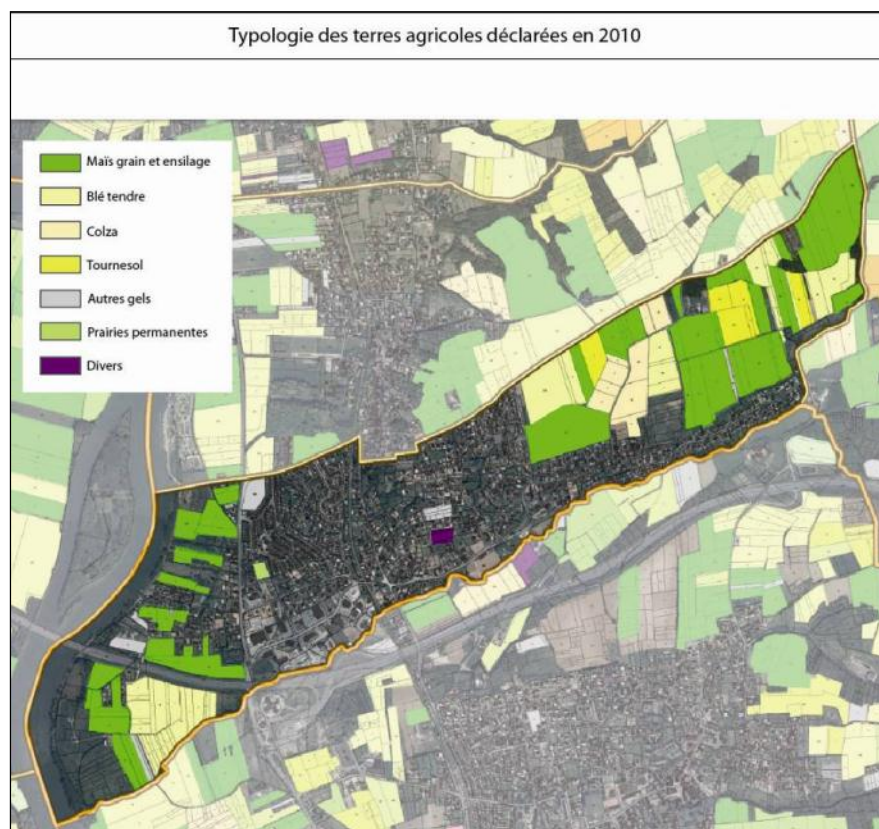 Typologie des terres agricoles déclarées en 2010
Maïs grain et ensilage
Blé tendre
Colza
Tournesol
Autres gels
Prairies permanentes
Divers